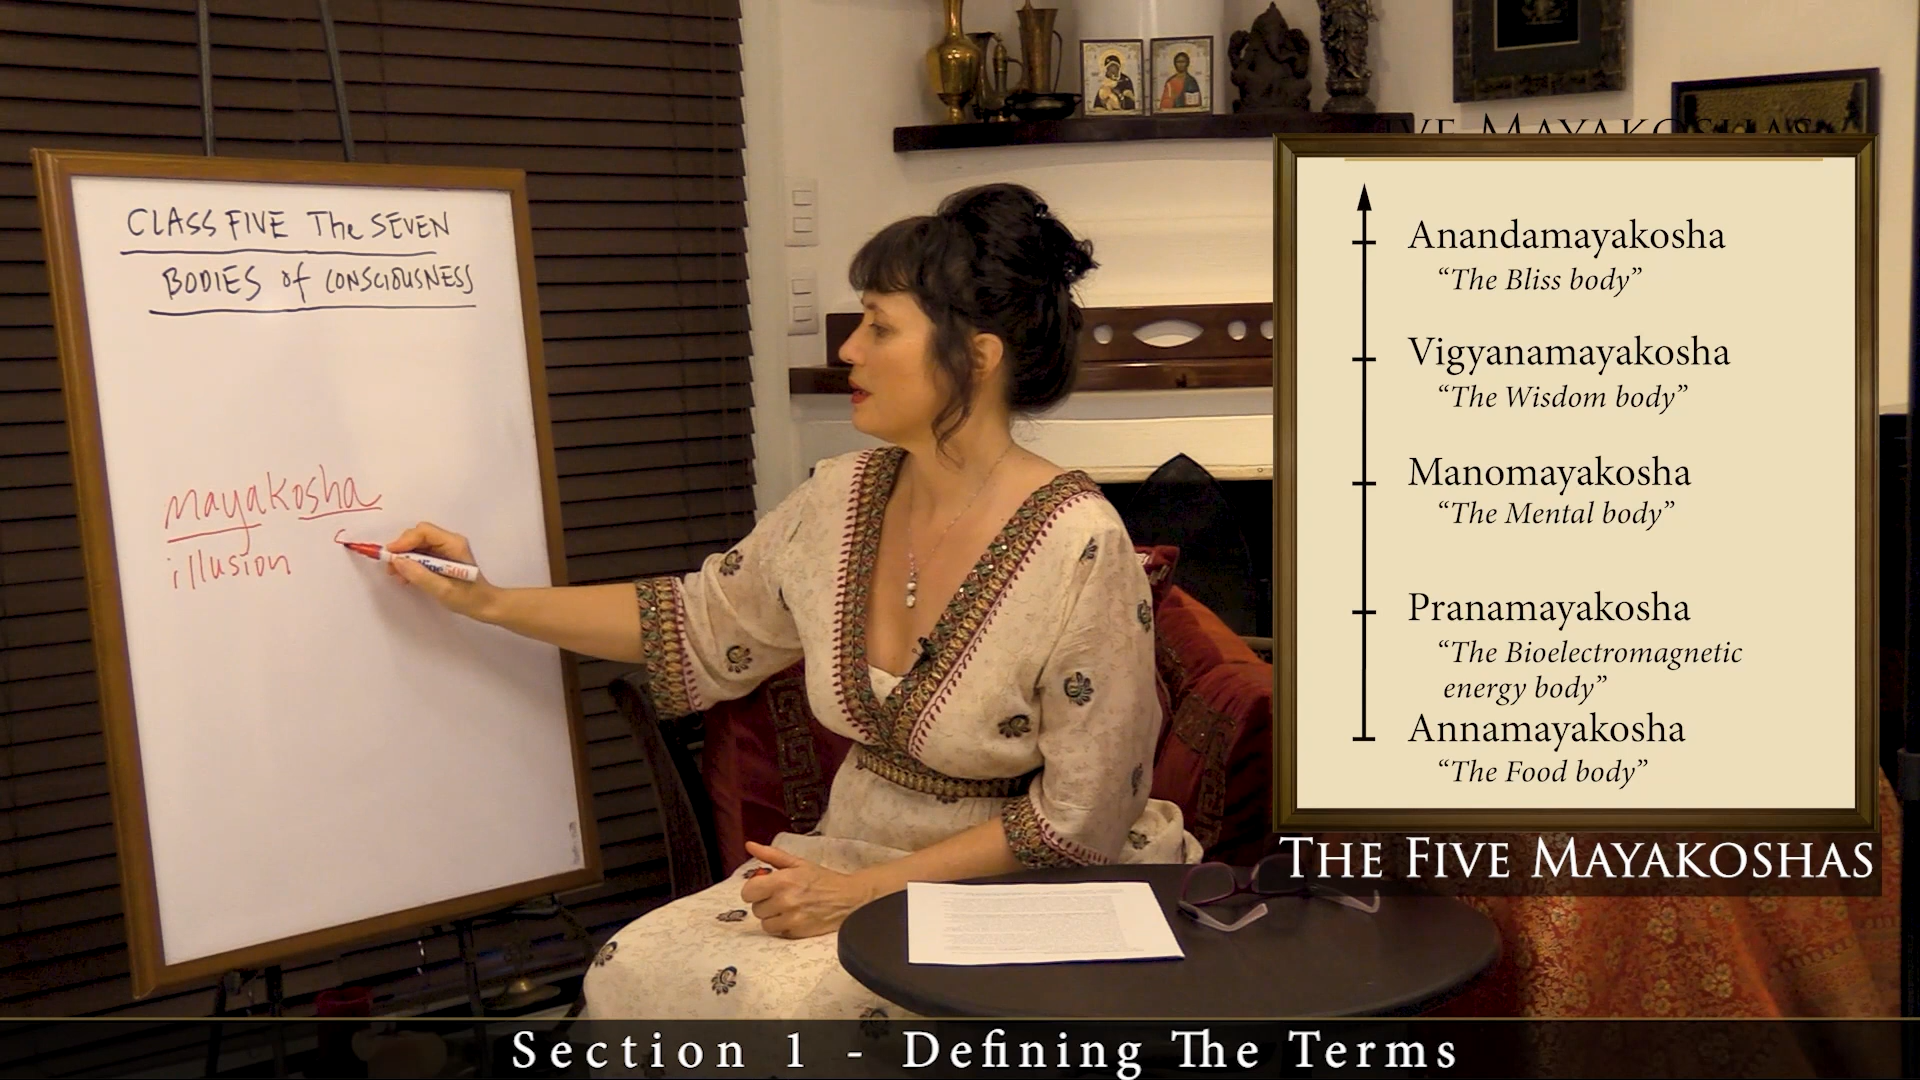 CLASS FIVE The SEVEN
BODIES of CONSCIOUSNESS
mayakosha
illusion
FIVE MAYAKOSHAS
Anandamayakosha
“The Bliss body”
Vigyanamayakosha
“The Wisdom body”
Manomayakosha
“The Mental body”
Pranamayakosha
“The Bioelectromagnetic
energy body”
Annamayakosha
“The Food body”
THE FIVE MAYAKOSHAS
Section 1 - Defining The Terms